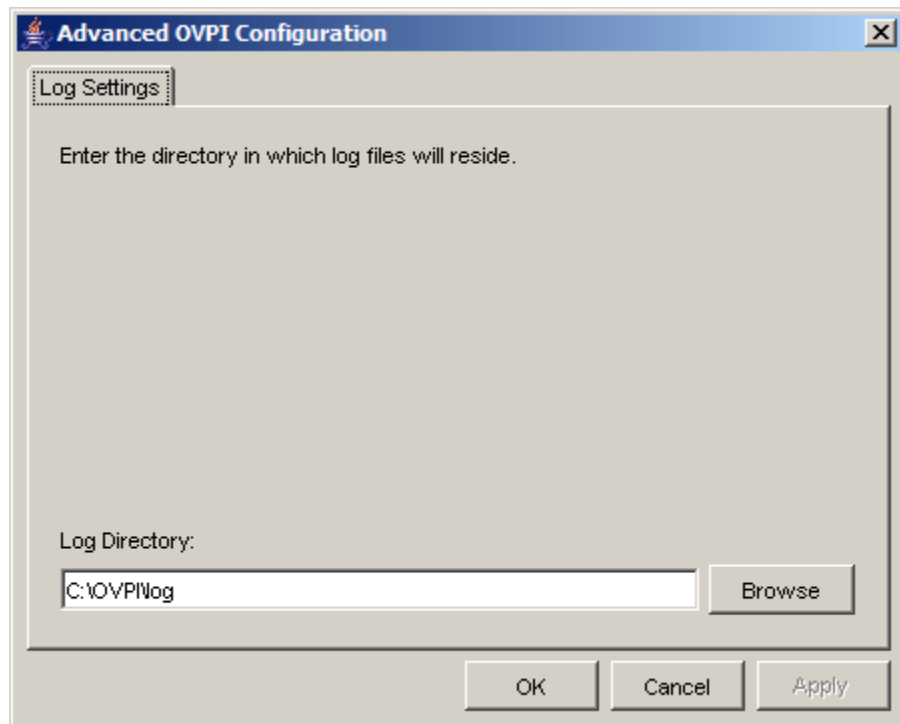 Advanced OVPI Configuration
Log Settings
Enter the directory in which log files will reside.
Log Directory:
C:\OVPI\log
Browse
OK
Cancel
Apply